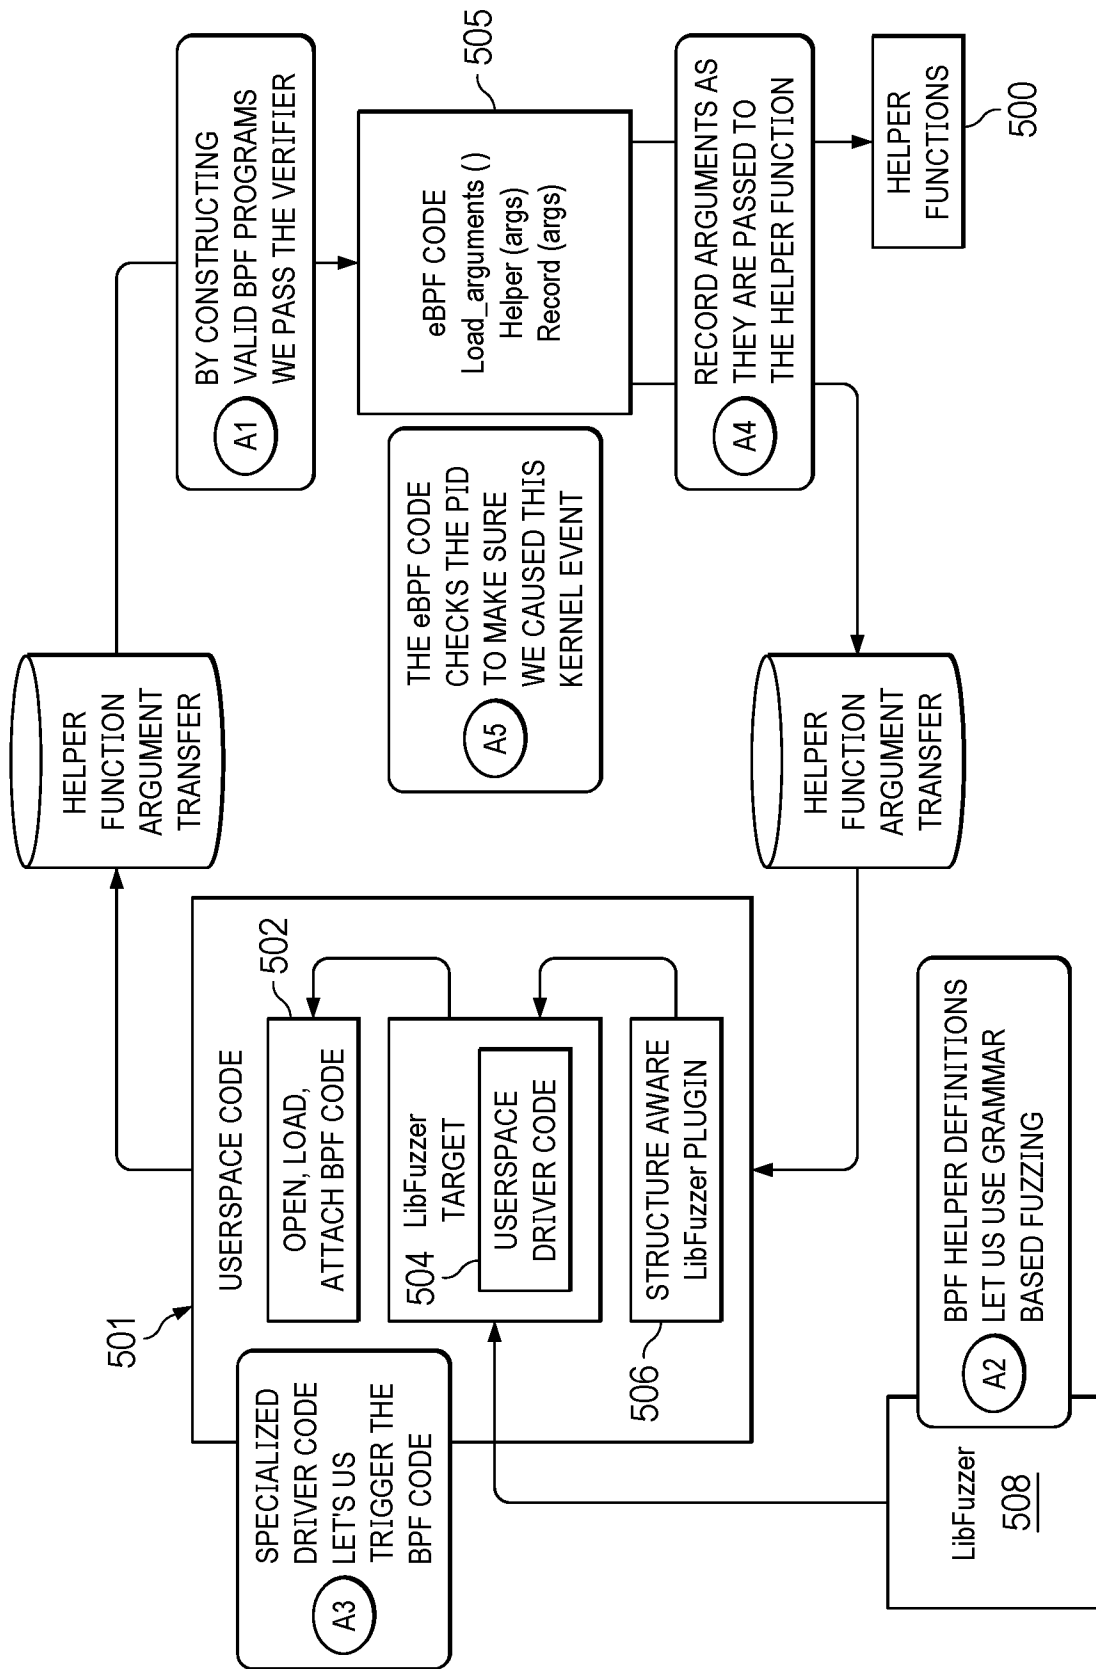 SPECIALIZED
DRIVER CODE
LET'S US
TRIGGER THE
BPF CODE
A3
501
USERSPACE CODE
OPEN, LOAD,
ATTACH BPF CODE
502
LibFuzzer
TARGET
504
USERSPACE
DRIVER CODE
STRUCTURE AWARE
LibFuzzer PLUGIN
506
LibFuzzer
508
BPF HELPER DEFINITIONS
LET US USE GRAMMAR
BASED FUZZING
A2
HELPER
FUNCTION
ARGUMENT
TRANSFER
HELPER
FUNCTION
ARGUMENT
TRANSFER
BY CONSTRUCTING
VALID BPF PROGRAMS
WE PASS THE VERIFIER
A1
THE eBPF CODE
CHECKS THE PID
TO MAKE SURE
WE CAUSED THIS
KERNEL EVENT
A5
eBPF CODE
Load_arguments ()
Helper (args)
Record (args)
505
RECORD ARGUMENTS AS
THEY ARE PASSED TO
THE HELPER FUNCTION
A4
HELPER
FUNCTIONS
500